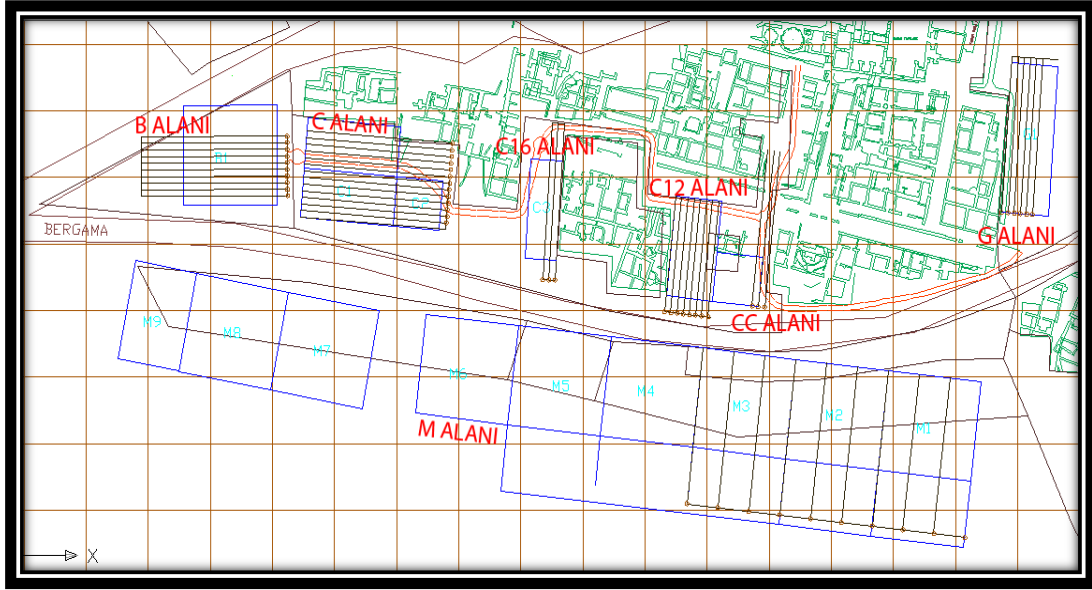 B ALANI
B1
C ALANI
C1
C2
C16 ALANI
C3
C12 ALANI
G1
G ALANI
BERGAMA
CC ALANI
M9
M8
M7
M6
M5
M4
M3
M2
M1
M ALANI
X